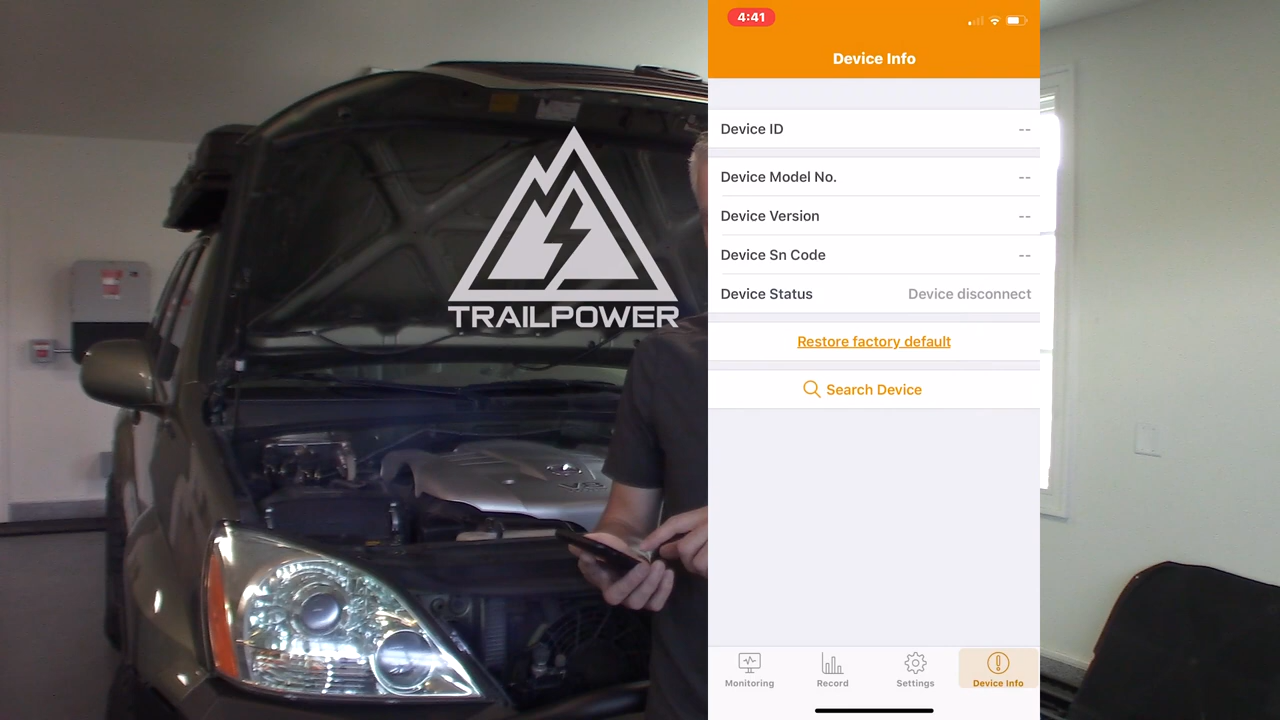 4:41
Device Info
Device ID --
Device Model No. --
Device Version --
Device Sn Code --
Device Status Device disconnect
Restore factory default
Search Device
Monitoring Record Settings Device Info
TRAILPOWER
V8